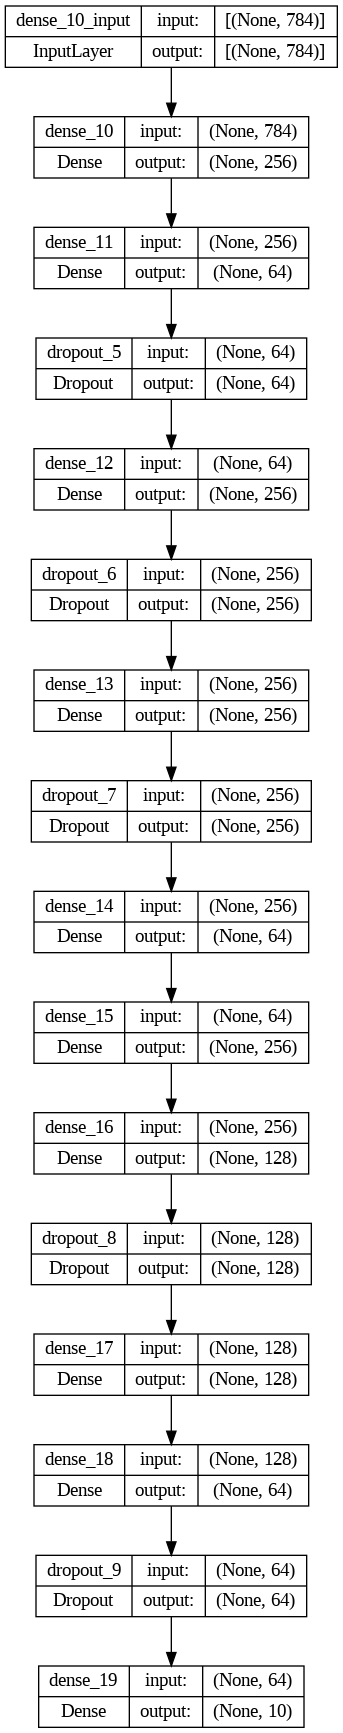 dense_10_input input: [(None, 784)]
InputLayer output: [(None, 784)]
dense_10 input: (None, 784)
Dense output: (None, 256)
dense_11 input: (None, 256)
Dense output: (None, 64)
dropout_5 input: (None, 64)
Dropout output: (None, 64)
dense_12 input: (None, 64)
Dense output: (None, 256)
dropout_6 input: (None, 256)
Dropout output: (None, 256)
dense_13 input: (None, 256)
Dense output: (None, 256)
dropout_7 input: (None, 256)
Dropout output: (None, 256)
dense_14 input: (None, 256)
Dense output: (None, 64)
dense_15 input: (None, 64)
Dense output: (None, 256)
dense_16 input: (None, 256)
Dense output: (None, 128)
dropout_8 input: (None, 128)
Dropout output: (None, 128)
dense_17 input: (None, 128)
Dense output: (None, 128)
dense_18 input: (None, 128)
Dense output: (None, 64)
dropout_9 input: (None, 64)
Dropout output: (None, 64)
dense_19 input: (None, 64)
Dense output: (None, 10)